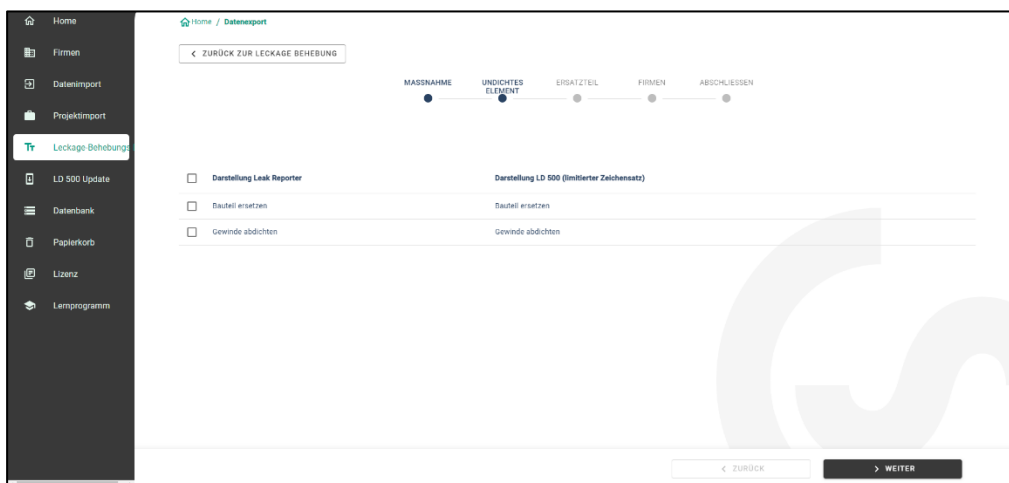 Home
Firmen
Datenimport
Projektimport
Leckage-Behebungs
LD 500 Update
Datenbank
Papierkorb
Lizenz
Lernprogramm
Home / Datenexport
< ZURÜCK ZUR LECKAGE BEHEBUNG
MASSNAHME
UNDICHTES
ELEMENT
ERSATZTEIL
FIRMEN
ABSCHLIESSEN
Darstellung Leak Reporter Darstellung LD 500 (limitierter Zeichensatz)
Bauteil ersetzen Bauteil ersetzen
Gewinde abdichten Gewinde abdichten
< ZURÜCK
> WEITER